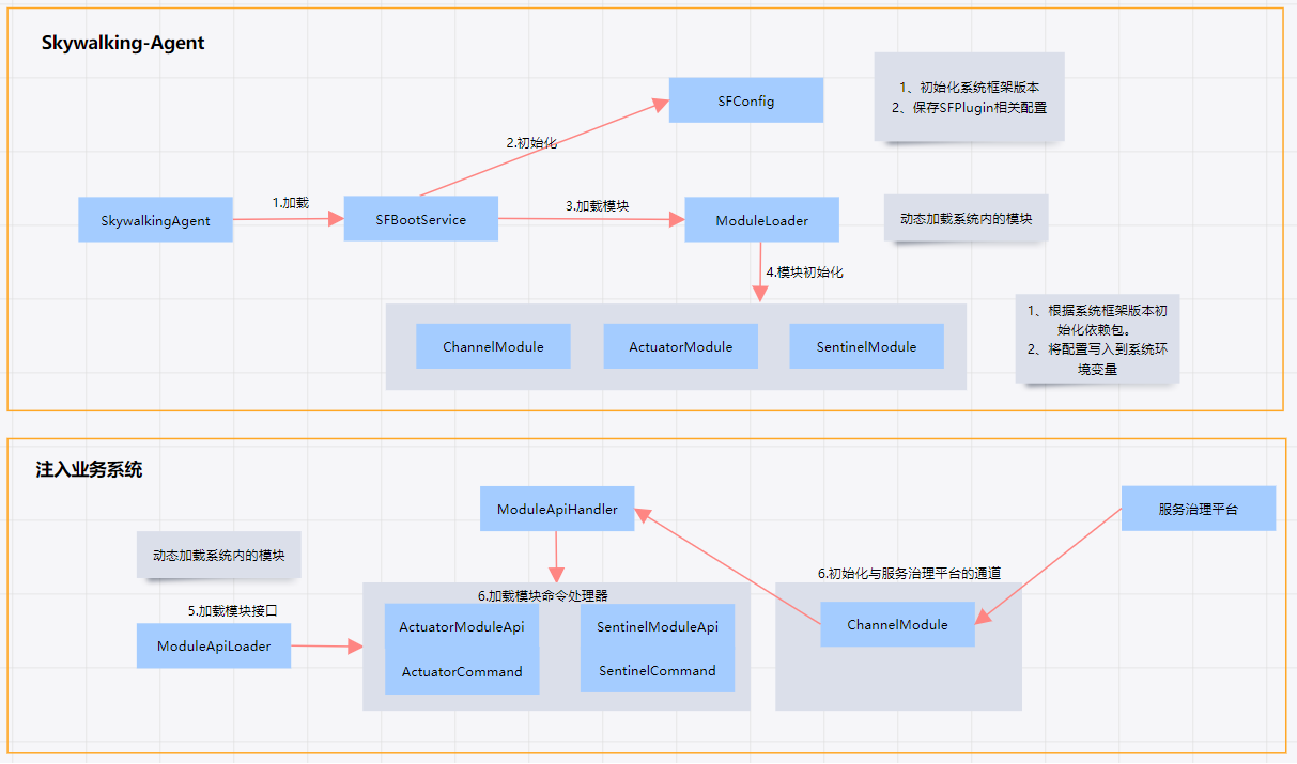 Skywalking-Agent
SFConfig
1、初始化系统框架版本
2、保存SFPlugin相关配置
2.初始化
SkywalkingAgent
1.加载
SFBootService
3.加载模块
ModuleLoader
动态加载系统内的模块
4.模块初始化
ChannelModule
ActuatorModule
SentinelModule
1、根据系统框架版本初
始化依赖包。
2、将配置写入到系统环
境变量
注入业务系统
ModuleApiHandler
服务治理平台
动态加载系统内的模块
6.初始化与服务治理平台的通道
5.加载模块接口
6.加载模块命令处理器
ModuleApiLoader
ActuatorModuleApi
ActuatorCommand
SentinelModuleApi
SentinelCommand
ChannelModule